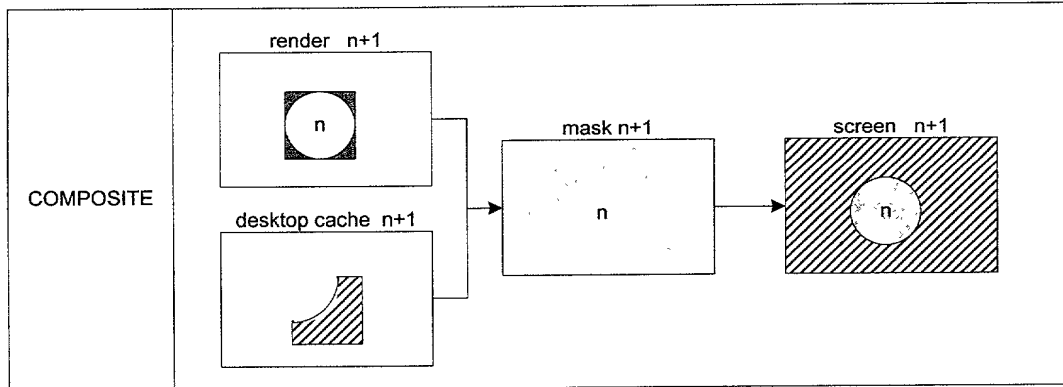 COMPOSITE
render n+1
n
desktop cache n+1
mask n+1
n
screen n+1
n